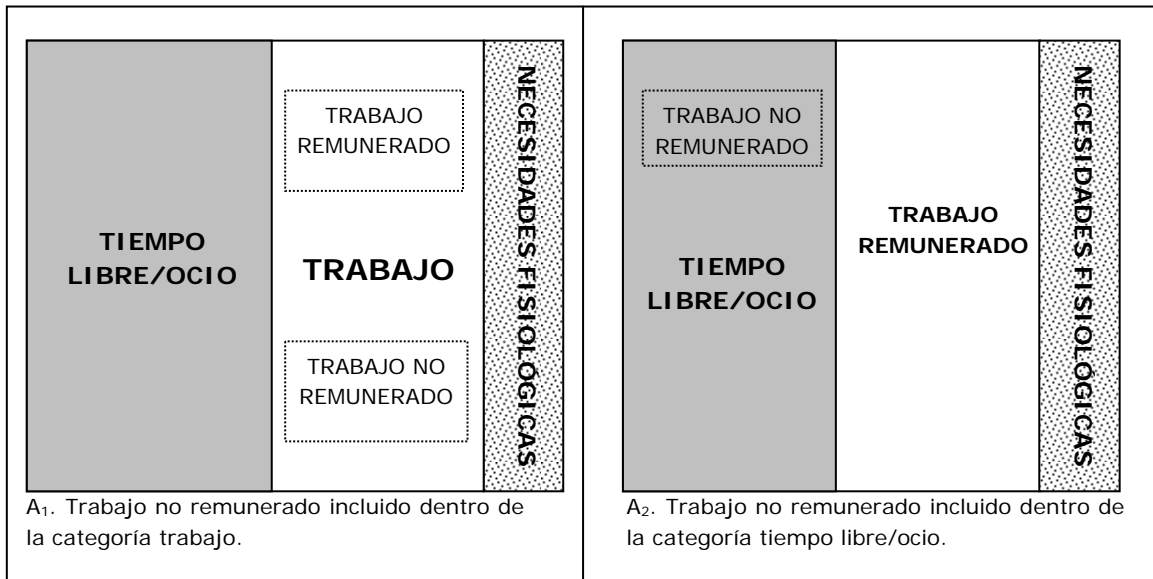 TIEMPO
LIBRE/OCIO
TRABAJO
REMUNERADO
TRABAJO
TRABAJO NO
REMUNERADO
NECESIDADES FISIOLÓGICAS
A₁. Trabajo no remunerado incluido dentro de
la categoría trabajo.
TRABAJO NO
REMUNERADO
TIEMPO
LIBRE/OCIO
TRABAJO
REMUNERADO
NECESIDADES FISIOLÓGICAS
A₂. Trabajo no remunerado incluido dentro de
la categoría tiempo libre/ocio.